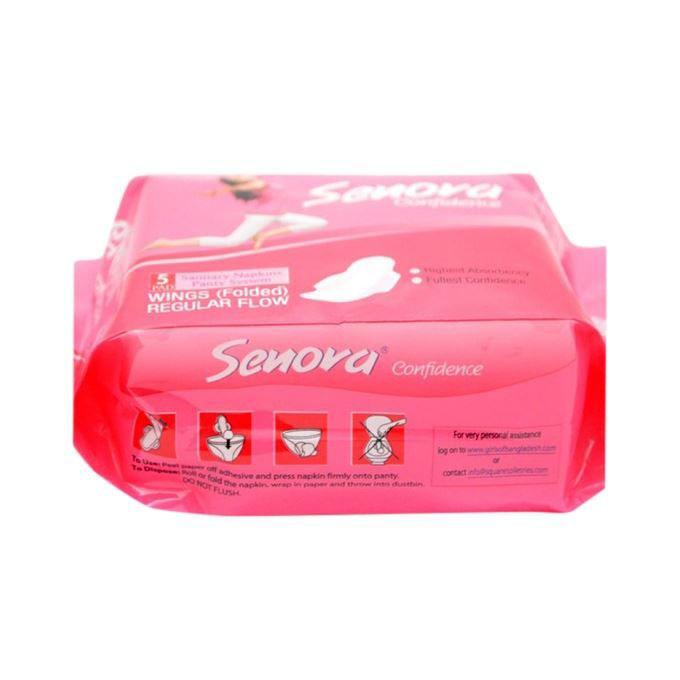 Senova
Confidence
5
PAD
Sanitary Napkins
Panty System
WINGS (Folded)
REGULAR FLOW
Highest Absorbency
Fullest Confidence
Senova® Confidence
To Use: Peel paper off adhesive and press napkin firmly onto panty.
To Dispose: Roll or fold the napkin, wrap in paper and throw into dustbin.
DO NOT FLUSH.
For very personal assistance
log on to www.girlsofbangladesh.com
or
contact info@squaretoiletries.com